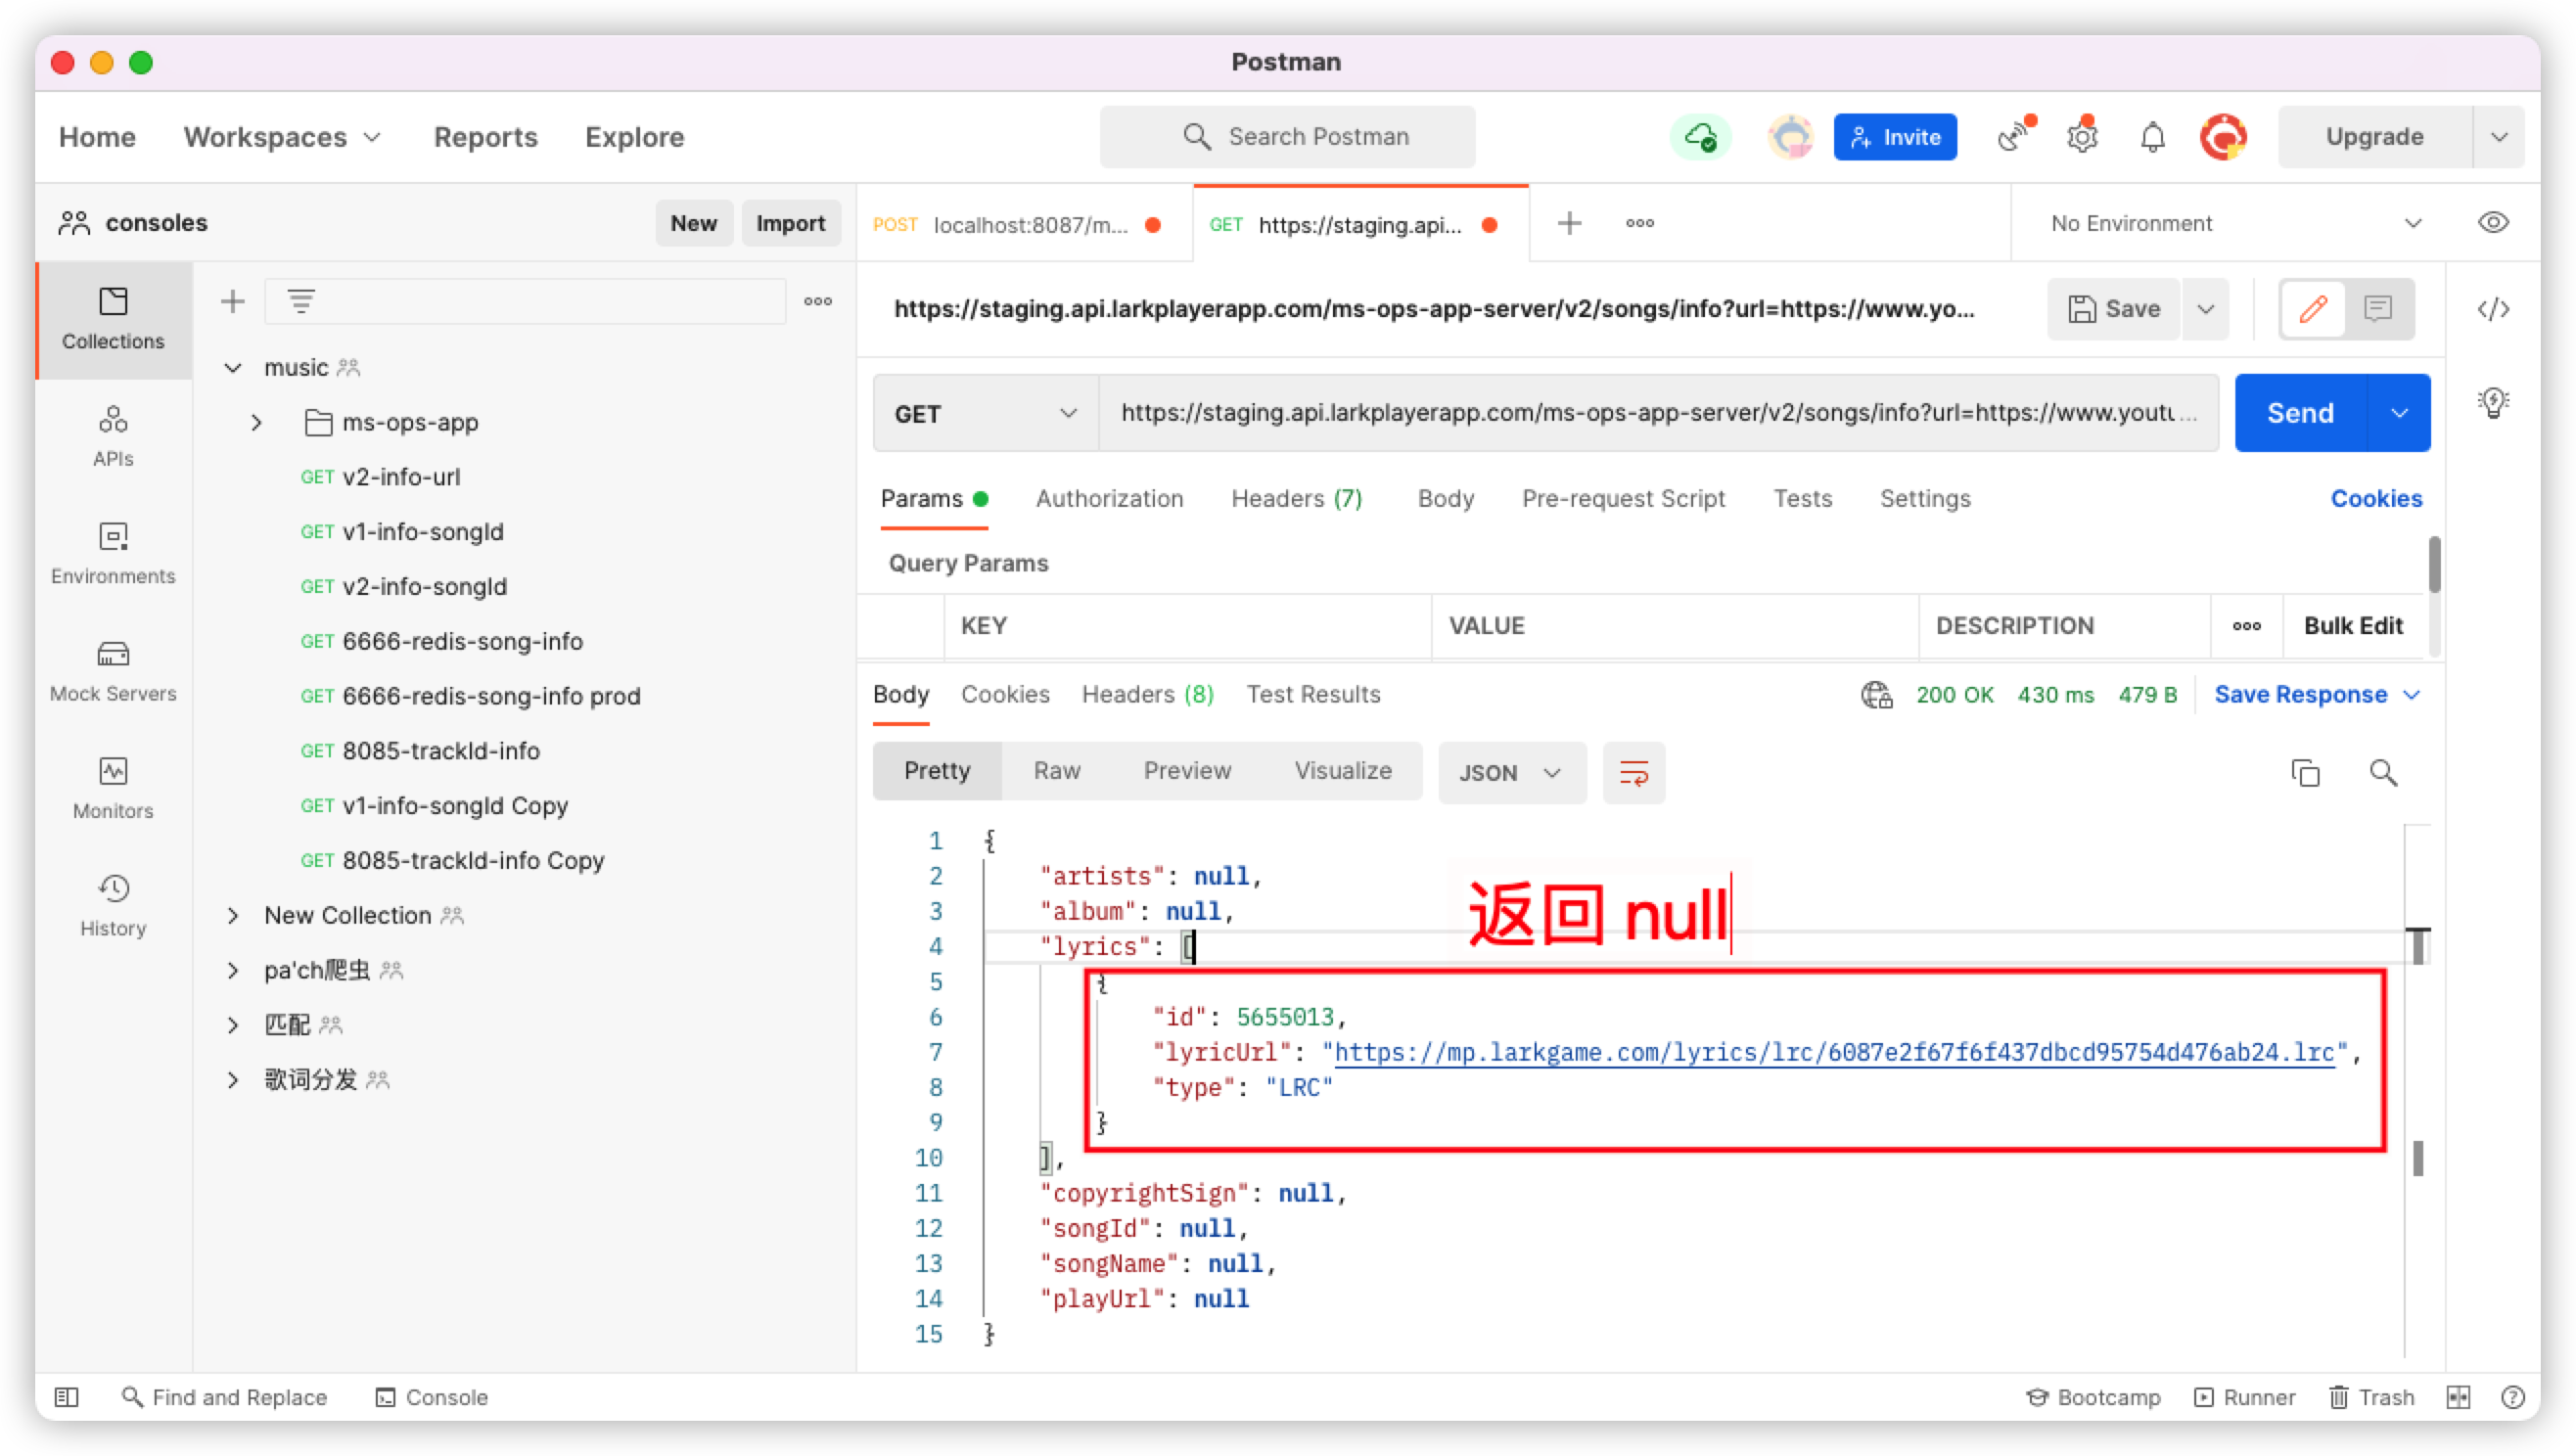 Postman
Home Workspaces Reports Explore Search Postman Invite Upgrade
consoles New Import
POST localhost:8087/m... GET https://staging.api... No Environment
Collections
APIs
Environments
Mock Servers
Monitors
History
music
ms-ops-app
GET v2-info-url
GET v1-info-songId
GET v2-info-songId
GET 6666-redis-song-info
GET 6666-redis-song-info prod
GET 8085-trackId-info
GET v1-info-songId Copy
GET 8085-trackId-info Copy
New Collection
pa'ch爬虫
匹配
歌词分发
https://staging.api.larkplayerapp.com/ms-ops-app-server/v2/songs/info?url=https://www.yo... Save
GET https://staging.api.larkplayerapp.com/ms-ops-app-server/v2/songs/info?url=https://www.youtu... Send
Params Authorization Headers (7) Body Pre-request Script Tests Settings Cookies
Query Params
KEY VALUE DESCRIPTION Bulk Edit
Body Cookies Headers (8) Test Results 200 OK 430 ms 479 B Save Response
Pretty Raw Preview Visualize JSON
1 {
2 "artists": null,
3 "album": null,
返回 null
4 "lyrics": [
5 {
6 "id": 5655013,
7 "lyricUrl": "https://mp.larkgame.com/lyrics/lrc/6087e2f67f6f437dbcd95754d476ab24.lrc",
8 "type": "LRC"
9 }
10 ],
11 "copyrightSign": null,
12 "songId": null,
13 "songName": null,
14 "playUrl": null
15 }
Find and Replace Console Bootcamp Runner Trash